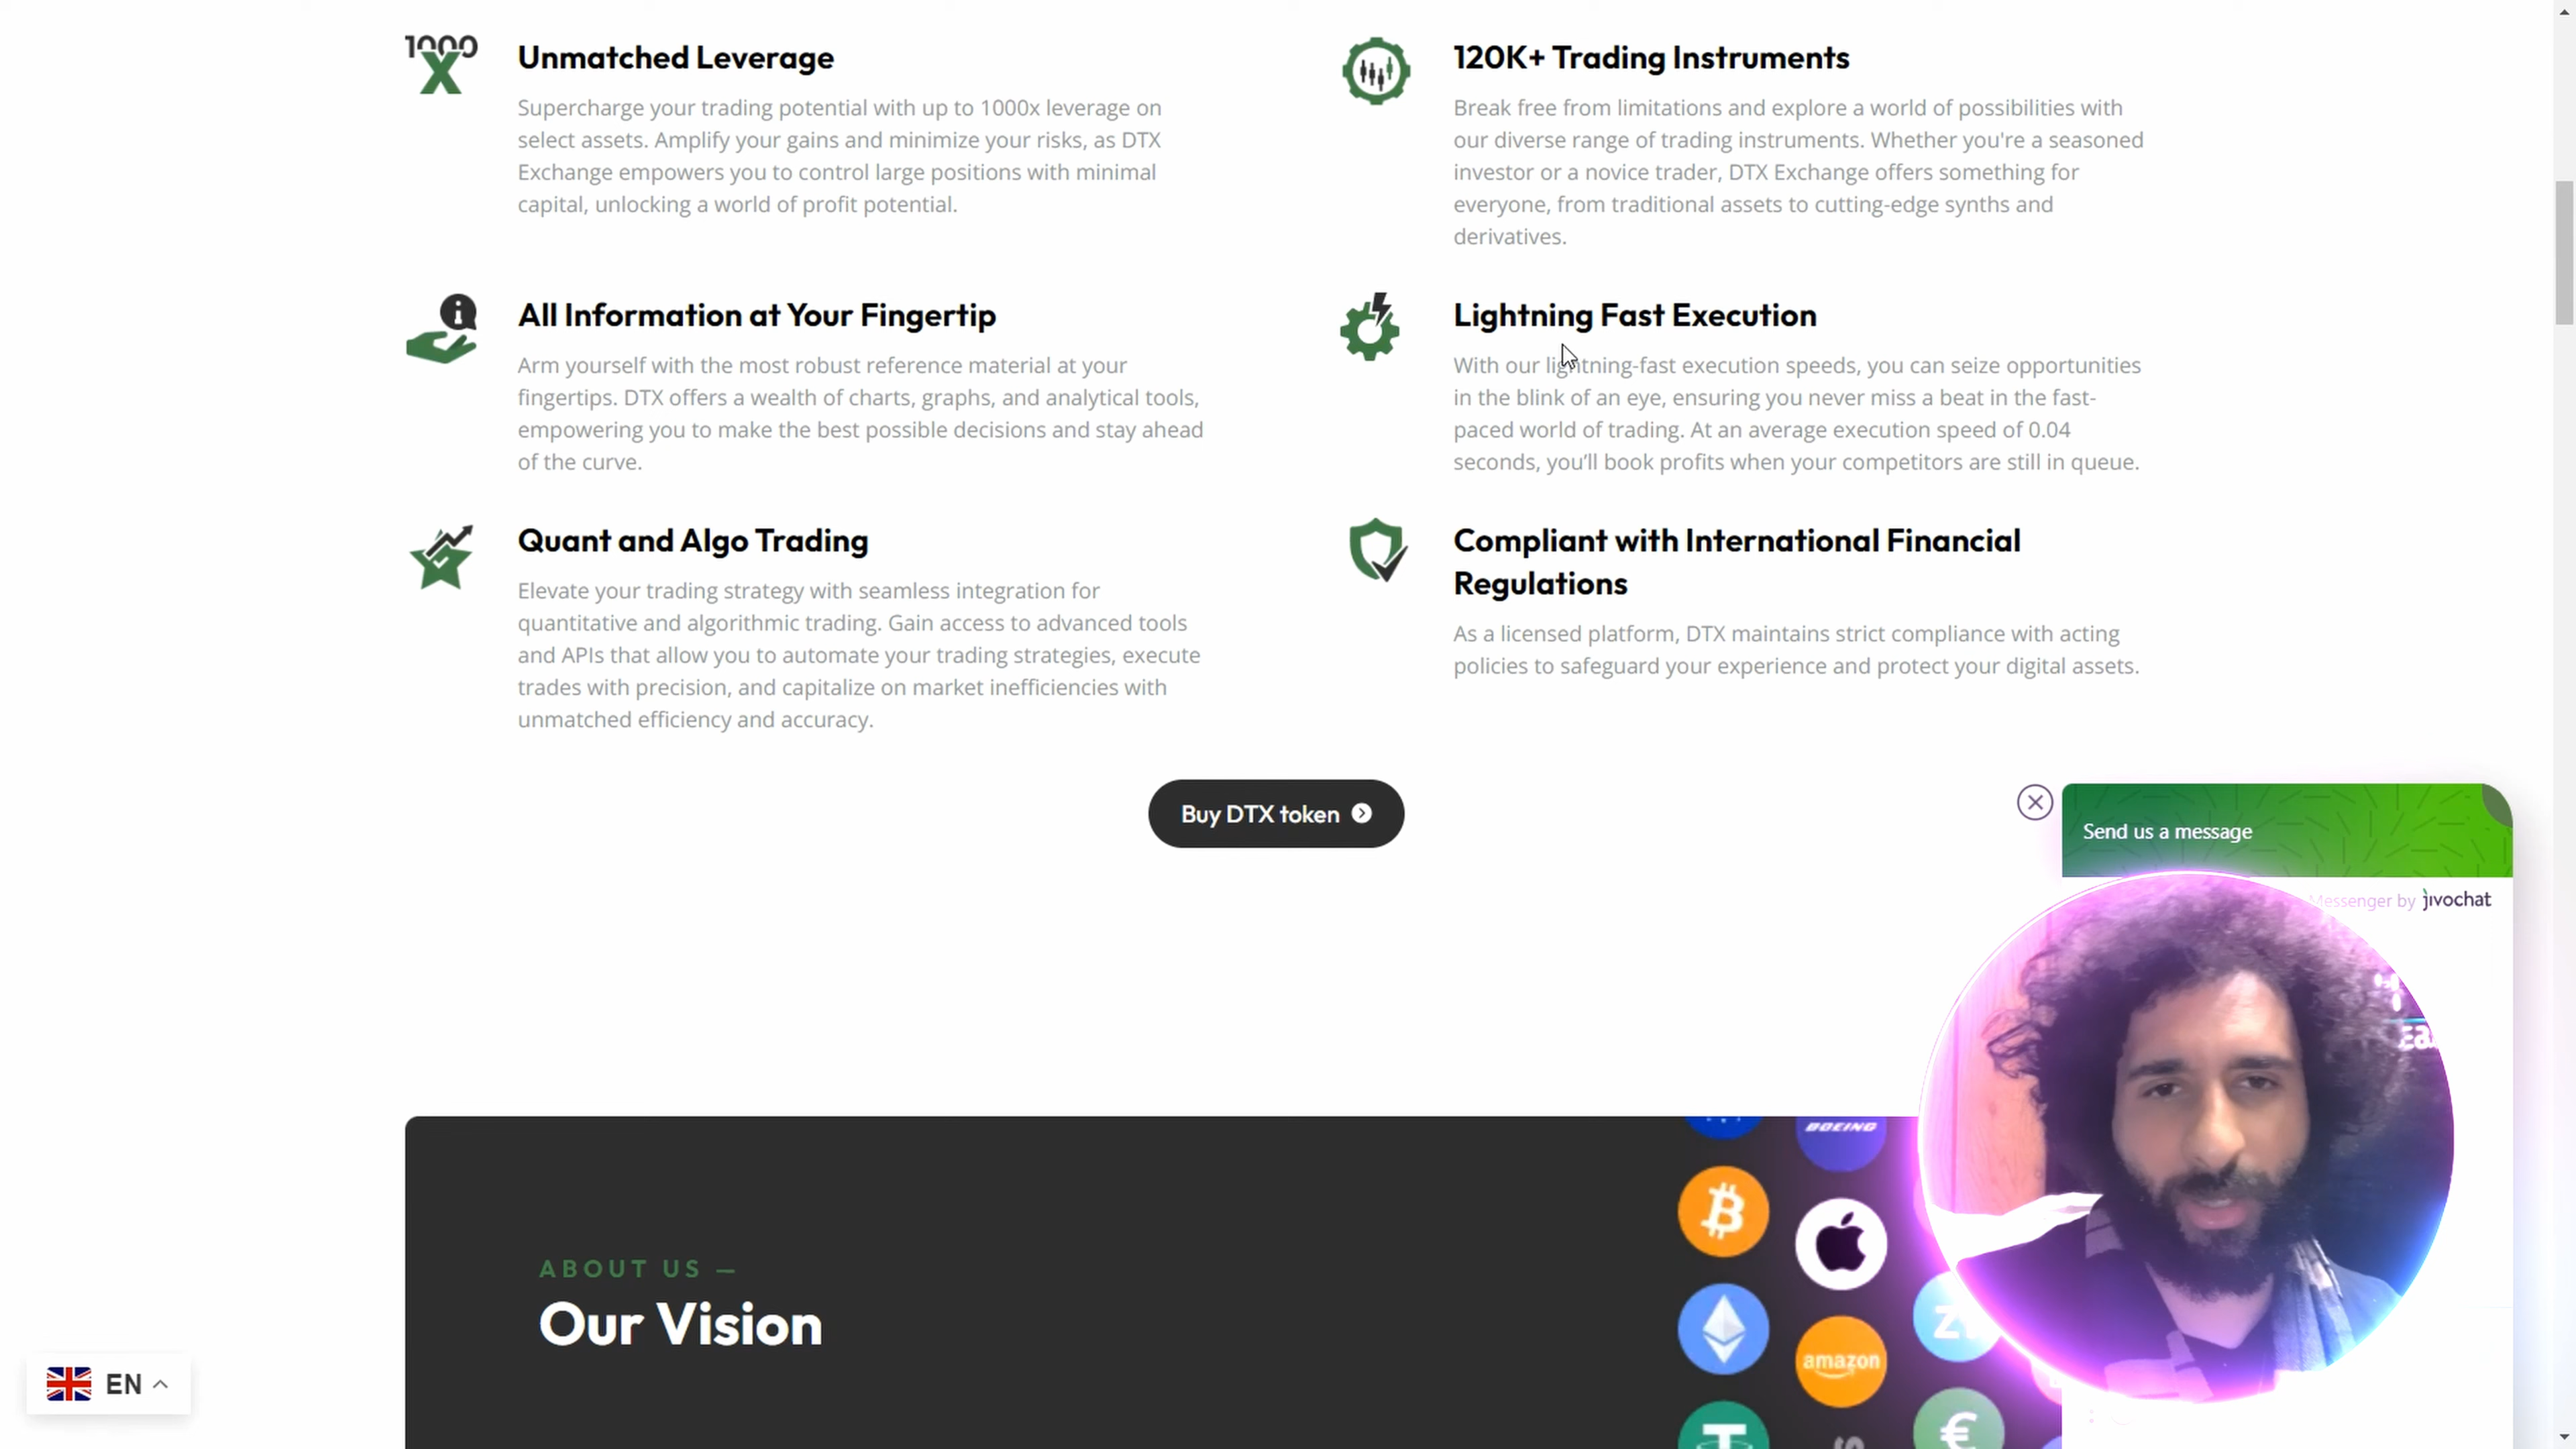 1000
X
Unmatched Leverage
Supercharge your trading potential with up to 1000x leverage on
select assets. Amplify your gains and minimize your risks, as DTX
Exchange empowers you to control large positions with minimal
capital, unlocking a world of profit potential.
120K+ Trading Instruments
Break free from limitations and explore a world of possibilities with
our diverse range of trading instruments. Whether you're a seasoned
investor or a novice trader, DTX Exchange offers something for
everyone, from traditional assets to cutting-edge synths and
derivatives.
All Information at Your Fingertip
Arm yourself with the most robust reference material at your
fingertips. DTX offers a wealth of charts, graphs, and analytical tools,
empowering you to make the best possible decisions and stay ahead
of the curve.
Lightning Fast Execution
With our lightning-fast execution speeds, you can seize opportunities
in the blink of an eye, ensuring you never miss a beat in the fast-
paced world of trading. At an average execution speed of 0.04
seconds, you’ll book profits when your competitors are still in queue.
Quant and Algo Trading
Elevate your trading strategy with seamless integration for
quantitative and algorithmic trading. Gain access to advanced tools
and APIs that allow you to automate your trading strategies, execute
trades with precision, and capitalize on market inefficiencies with
unmatched efficiency and accuracy.
Compliant with International Financial
Regulations
As a licensed platform, DTX maintains strict compliance with acting
policies to safeguard your experience and protect your digital assets.
Buy DTX token
Send us a message
Messenger by jivochat
ABOUT US —
Our Vision
BOEING
amazon
€
EN